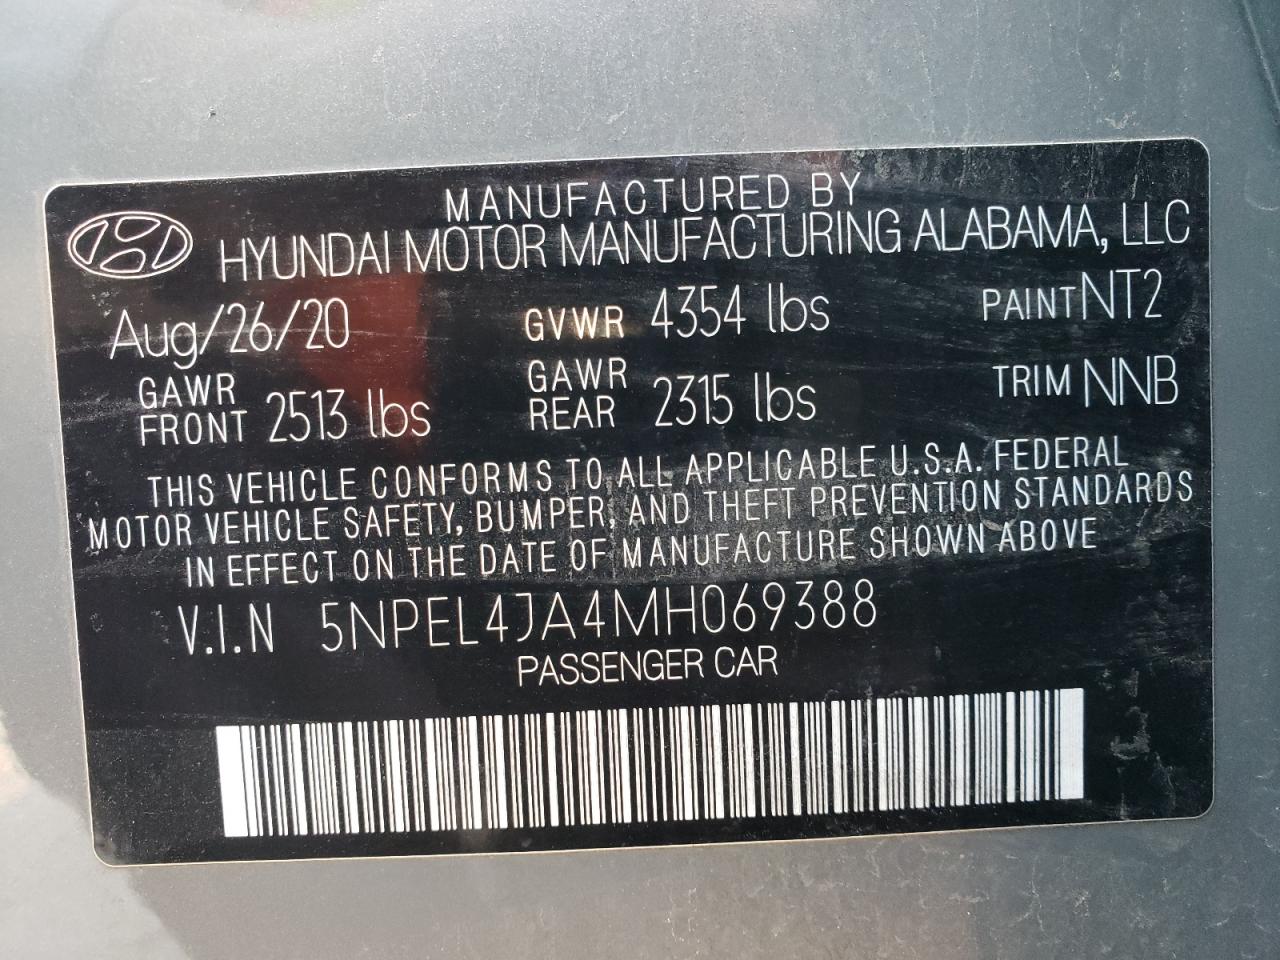 MANUFACTURED BY
HYUNDAI MOTOR MANUFACTURING ALABAMA, LLC
Aug/26/20 GVWR 4354 lbs PAINT NT2
GAWR FRONT 2513 lbs GAWR REAR 2315 lbs TRIM NNB
THIS VEHICLE CONFORMS TO ALL APPLICABLE U.S.A. FEDERAL
MOTOR VEHICLE SAFETY, BUMPER, AND THEFT PREVENTION STANDARDS
IN EFFECT ON THE DATE OF MANUFACTURE SHOWN ABOVE
V.I.N 5NPEL4JA4MH069388
PASSENGER CAR